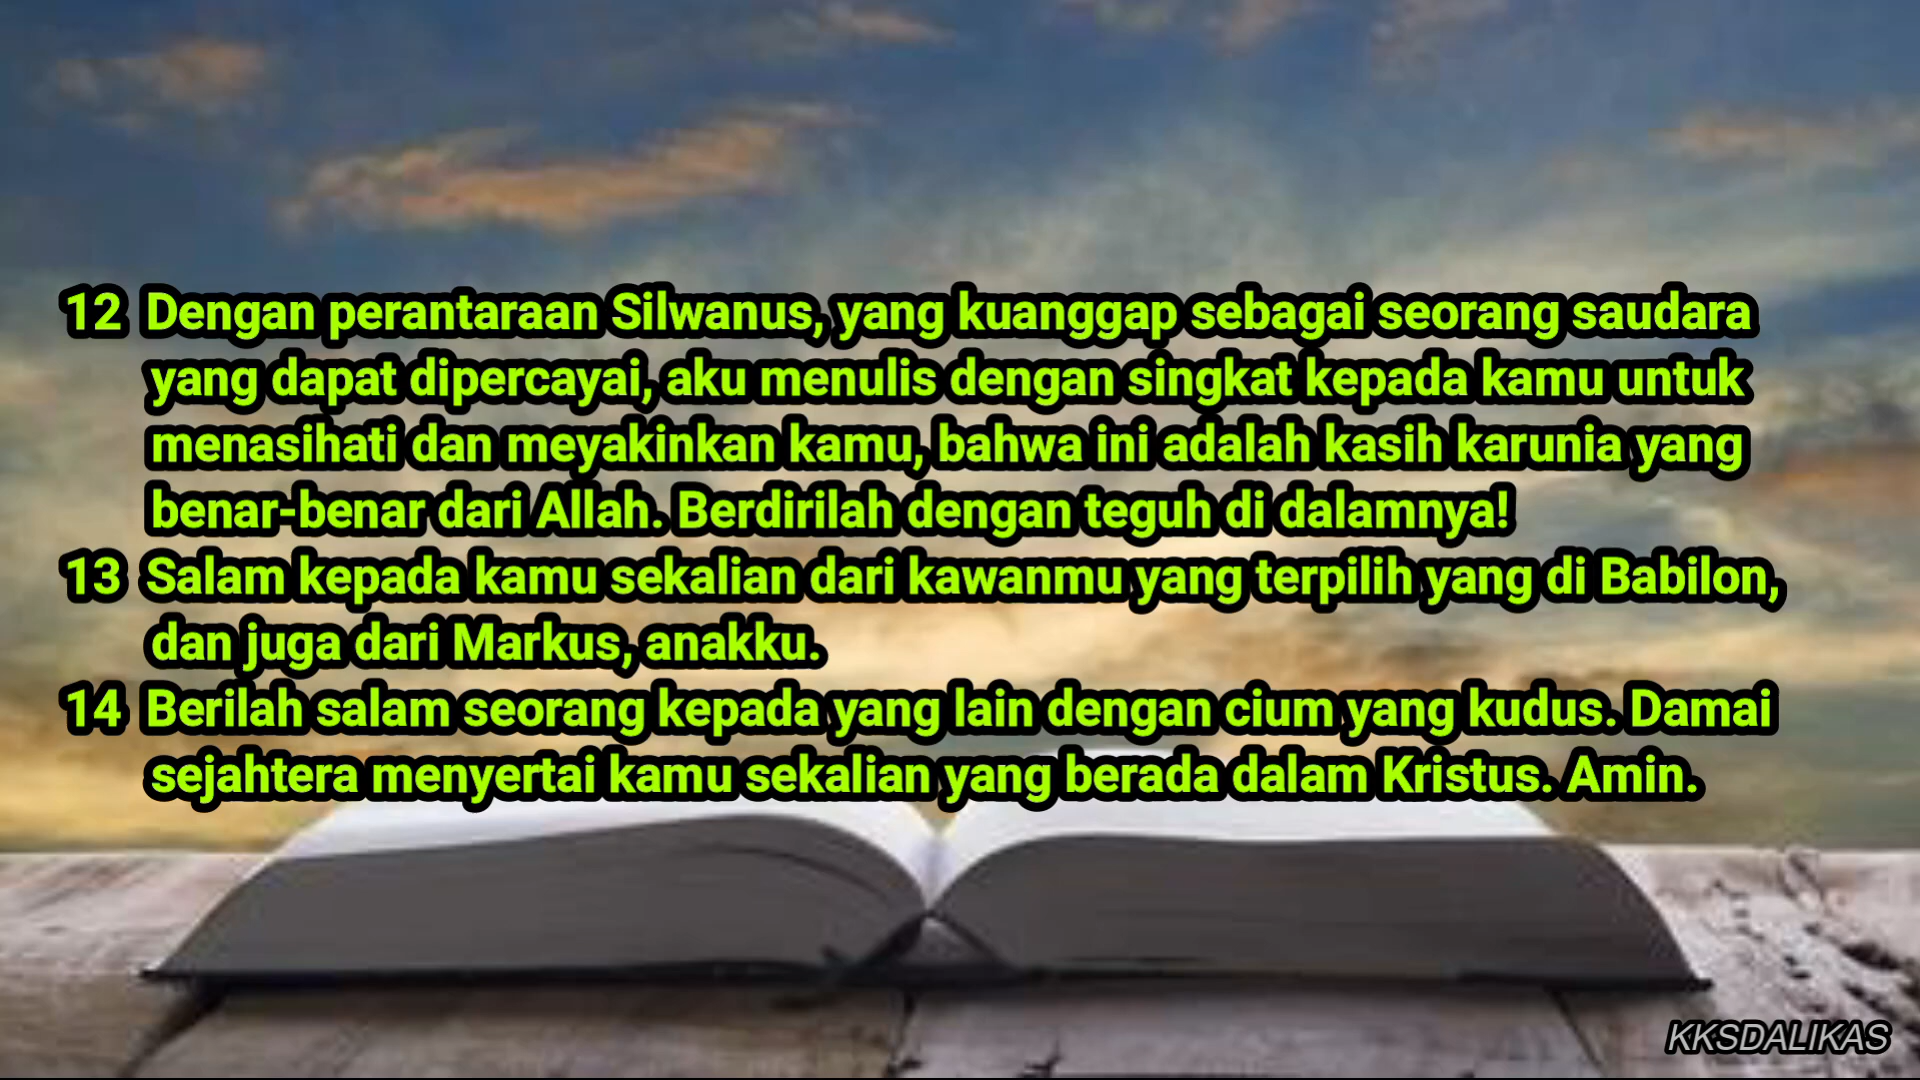 12 Dengan perantaraan Silwanus, yang kuanggap sebagai seorang saudara
yang dapat dipercayai, aku menulis dengan singkat kepada kamu untuk
menasihati dan meyakinkan kamu, bahwa ini adalah kasih karunia yang
benar-benar dari Allah. Berdirilah dengan teguh di dalamnya!
13 Salam kepada kamu sekalian dari kawanmu yang terpilih yang di Babilon,
dan juga dari Markus, anakku.
14 Berilah salam seorang kepada yang lain dengan cium yang kudus. Damai
sejahtera menyertai kamu sekalian yang berada dalam Kristus. Amin.
KKSDALIKAS